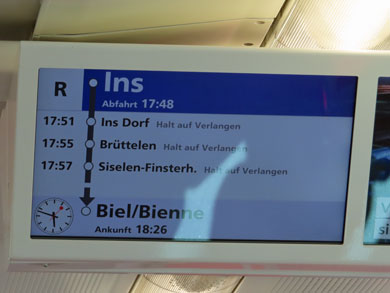 R
Ins
Abfahrt 17:48
17:51 Ins Dorf Halt auf Verlangen
17:55 Brüttelen Halt auf Verlangen
17:57 Siselen-Finsterh. Halt auf Verlangen
Biel/Bienne
Ankunft 18:26